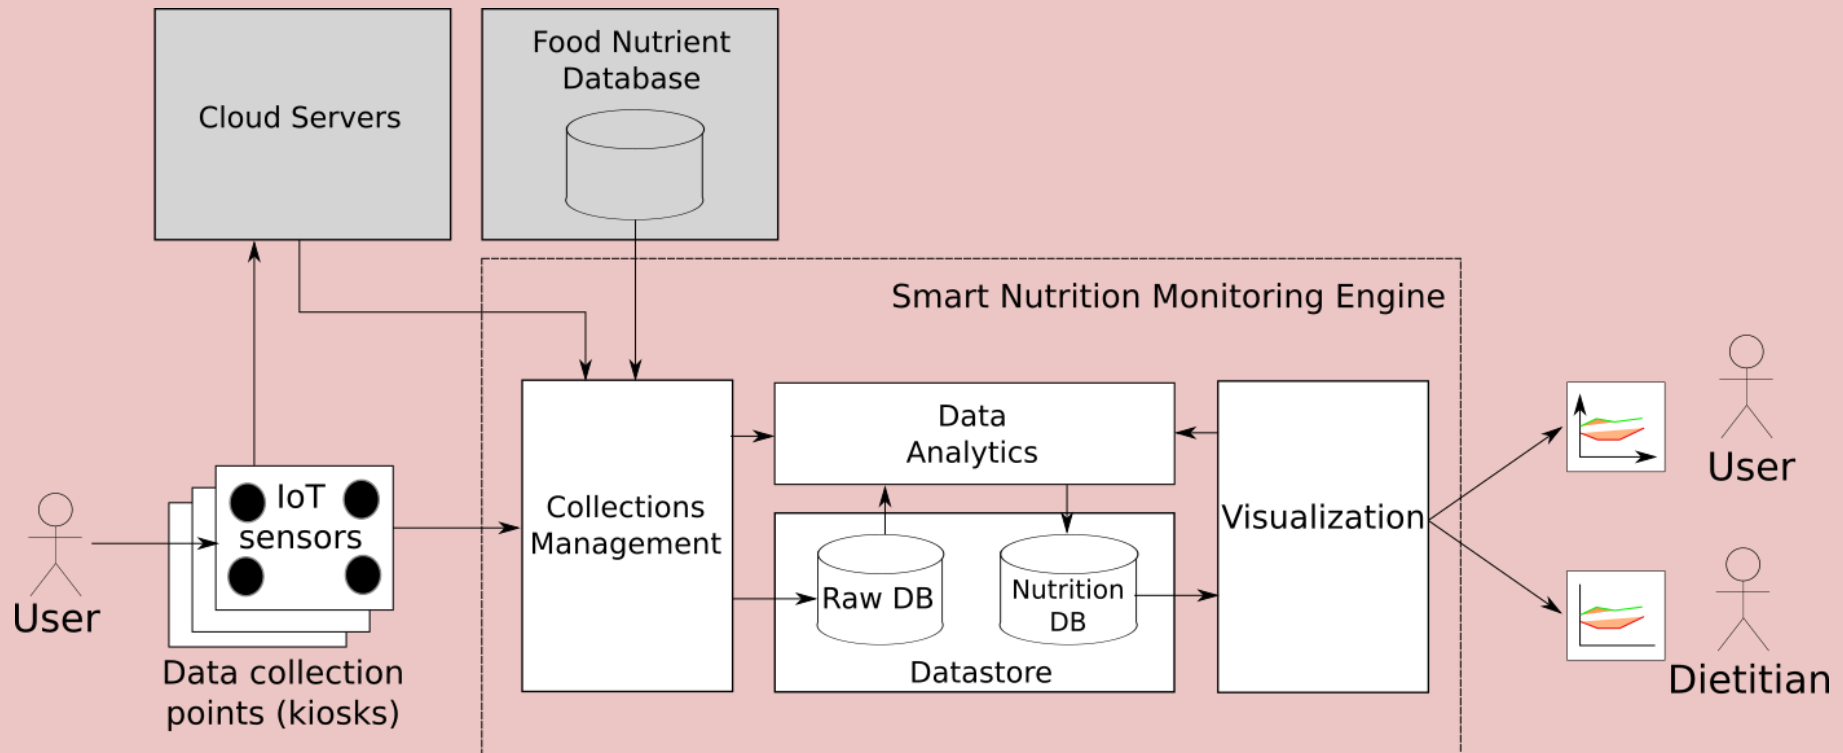 Cloud Servers
Food Nutrient
Database
Smart Nutrition Monitoring Engine
User
IoT
sensors
Data collection
points (kiosks)
Collections
Management
Data
Analytics
Raw DB
Nutrition
DB
Datastore
Visualization
User
Dietitian